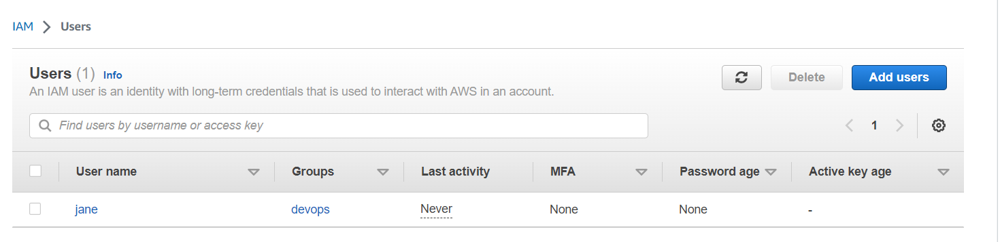 IAM > Users
Users (1) Info
An IAM user is an identity with long-term credentials that is used to interact with AWS in an account.
Delete
Add users
Find users by username or access key
1
User name Groups Last activity MFA Password age Active key age
jane devops Never None None -